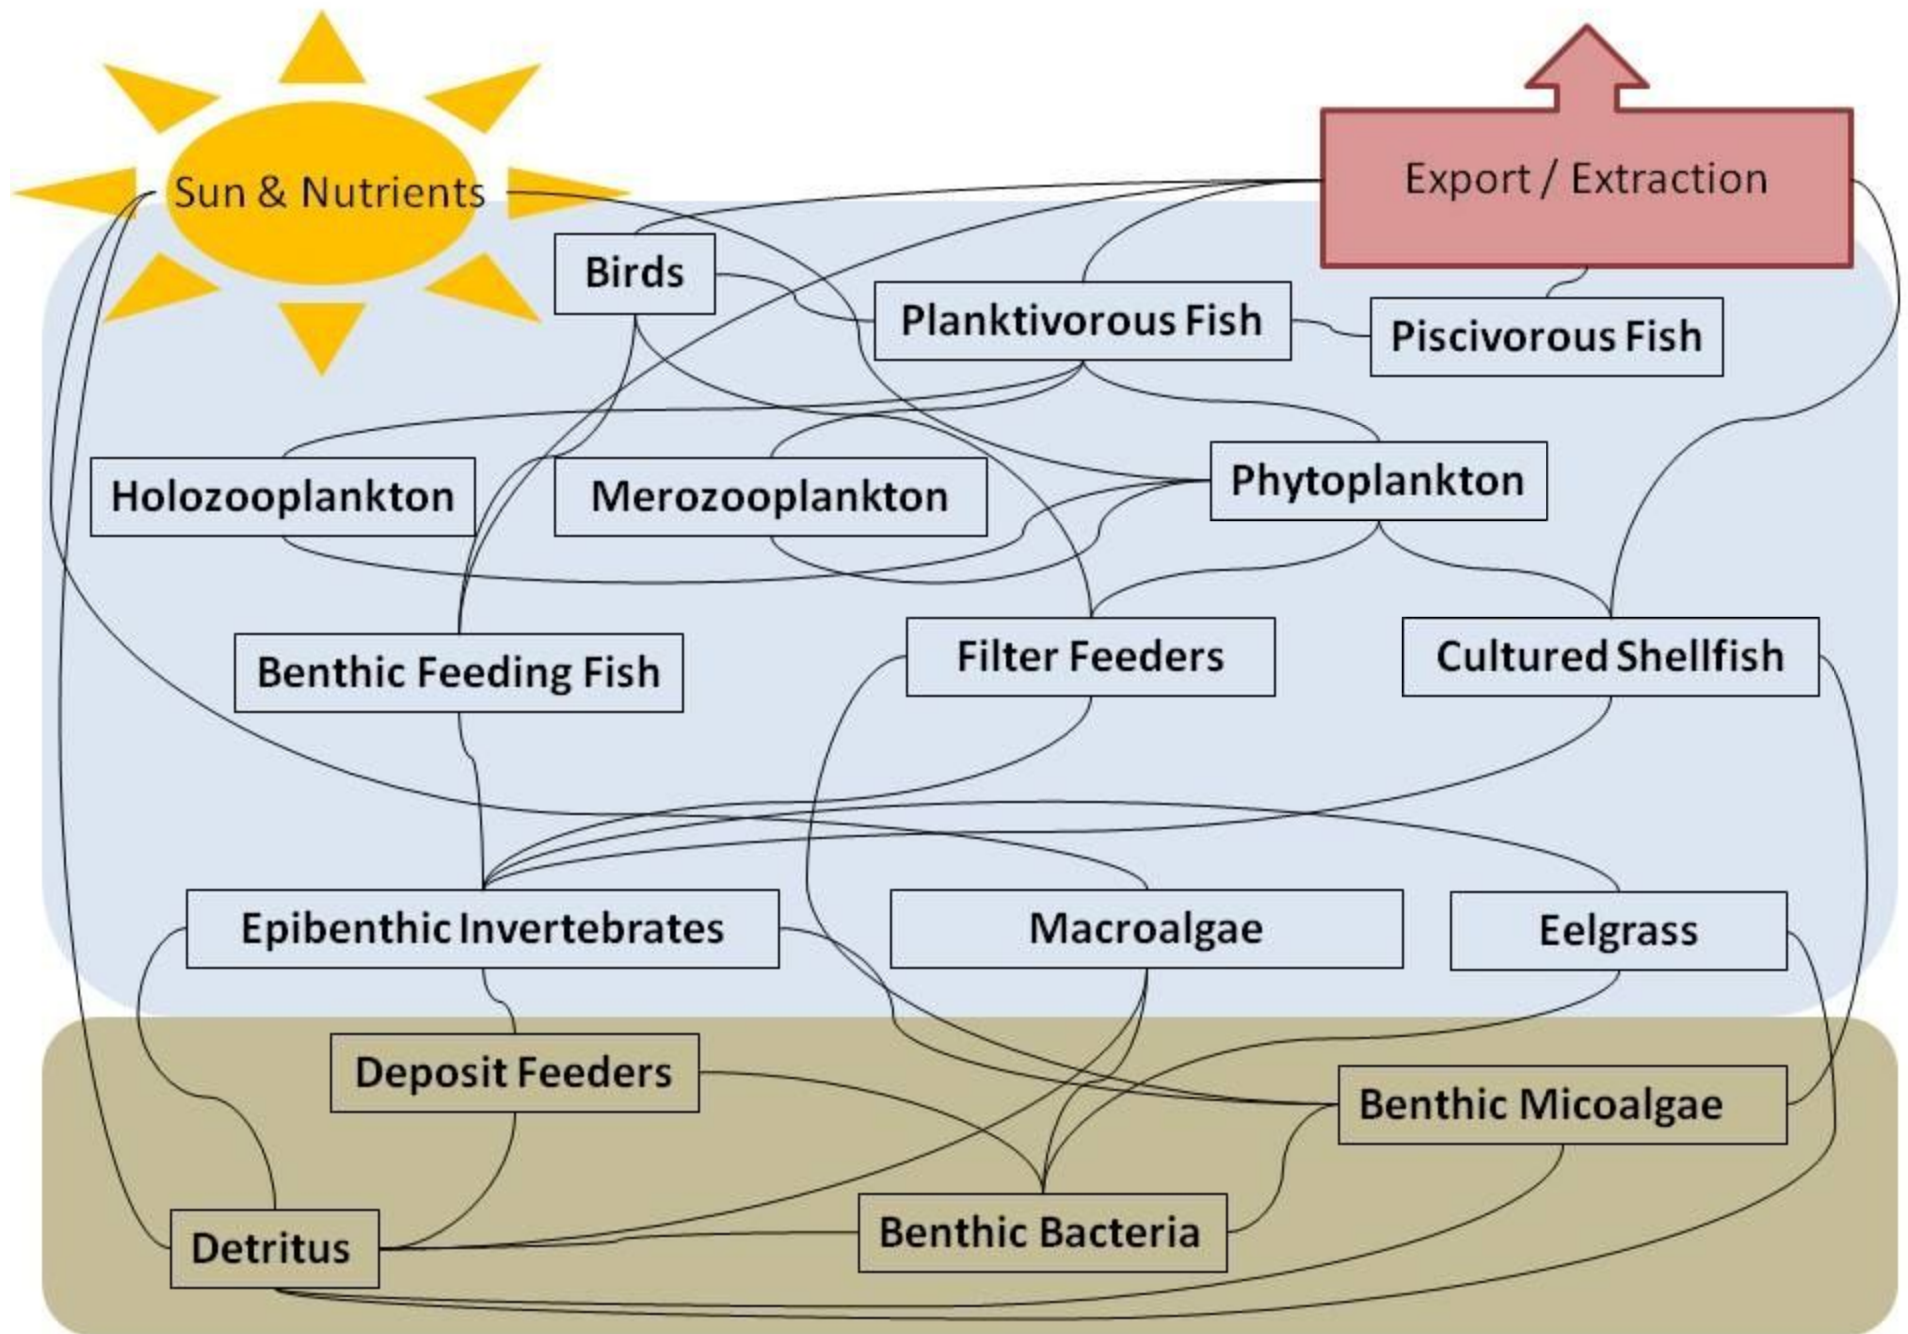 Sun & Nutrients
Export / Extraction
Birds
Planktivorous Fish
Piscivorous Fish
Holozooplankton
Merozooplankton
Phytoplankton
Benthic Feeding Fish
Filter Feeders
Cultured Shellfish
Epibenthic Invertebrates
Macroalgae
Eelgrass
Deposit Feeders
Benthic Micoalgae
Detritus
Benthic Bacteria